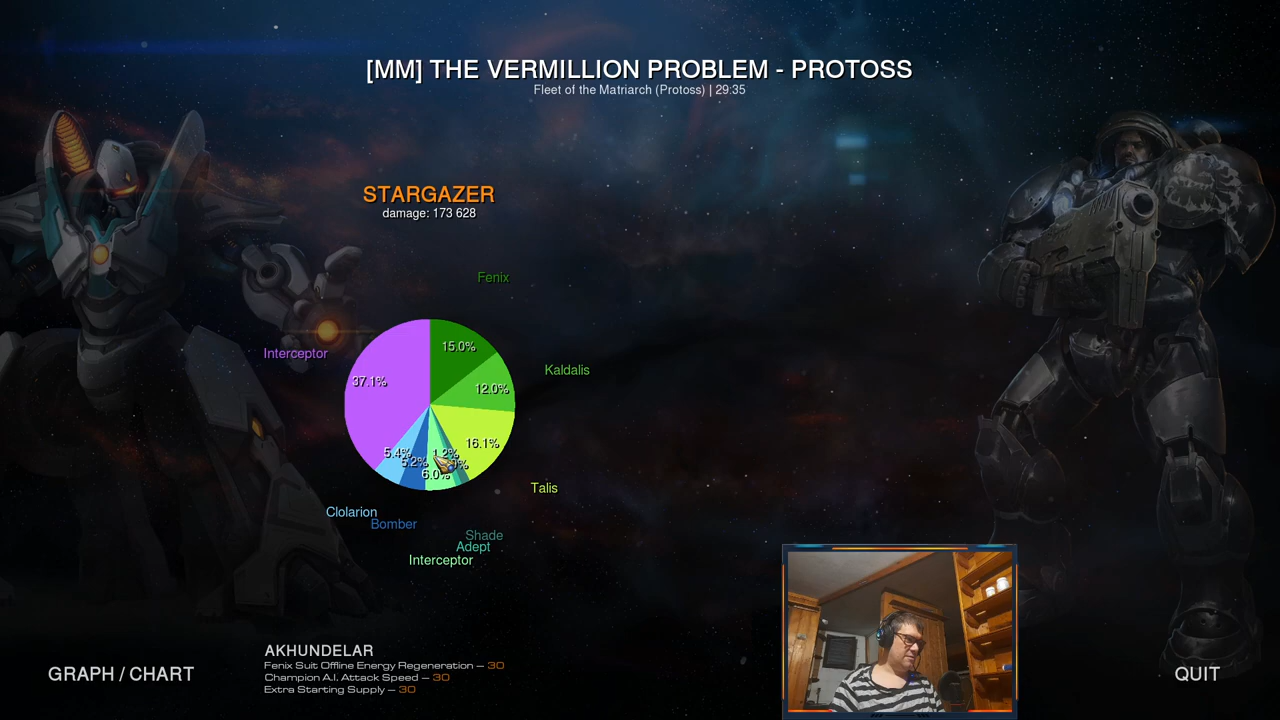 [MM] THE VERMILLION PROBLEM - PROTOSS
Fleet of the Matriarch (Protoss) | 29:35
STARGAZER
damage: 173 628
Fenix
15.0%
Interceptor
Kaldalis
37.1%
12.0%
16.1%
5.4%
1.2%
5.2%
6.0%
Talis
Clolarion
Bomber
Shade
Adept
Interceptor
AKHUNDELAR
Fenix Suit Offline Energy Regeneration – 30
Champion A.I. Attack Speed – 30
Extra Starting Supply – 30
GRAPH / CHART
QUIT